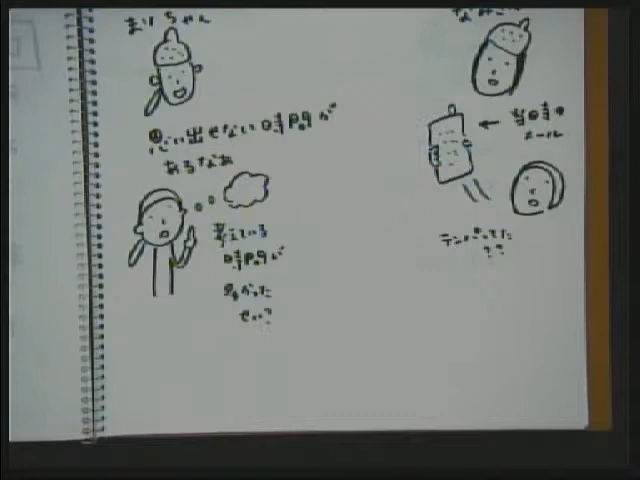 まりちゃん
思い出せない時間が
あるなぁ
考えている
時間が
多かった
せい?
当時の
メール
テンパってた
??